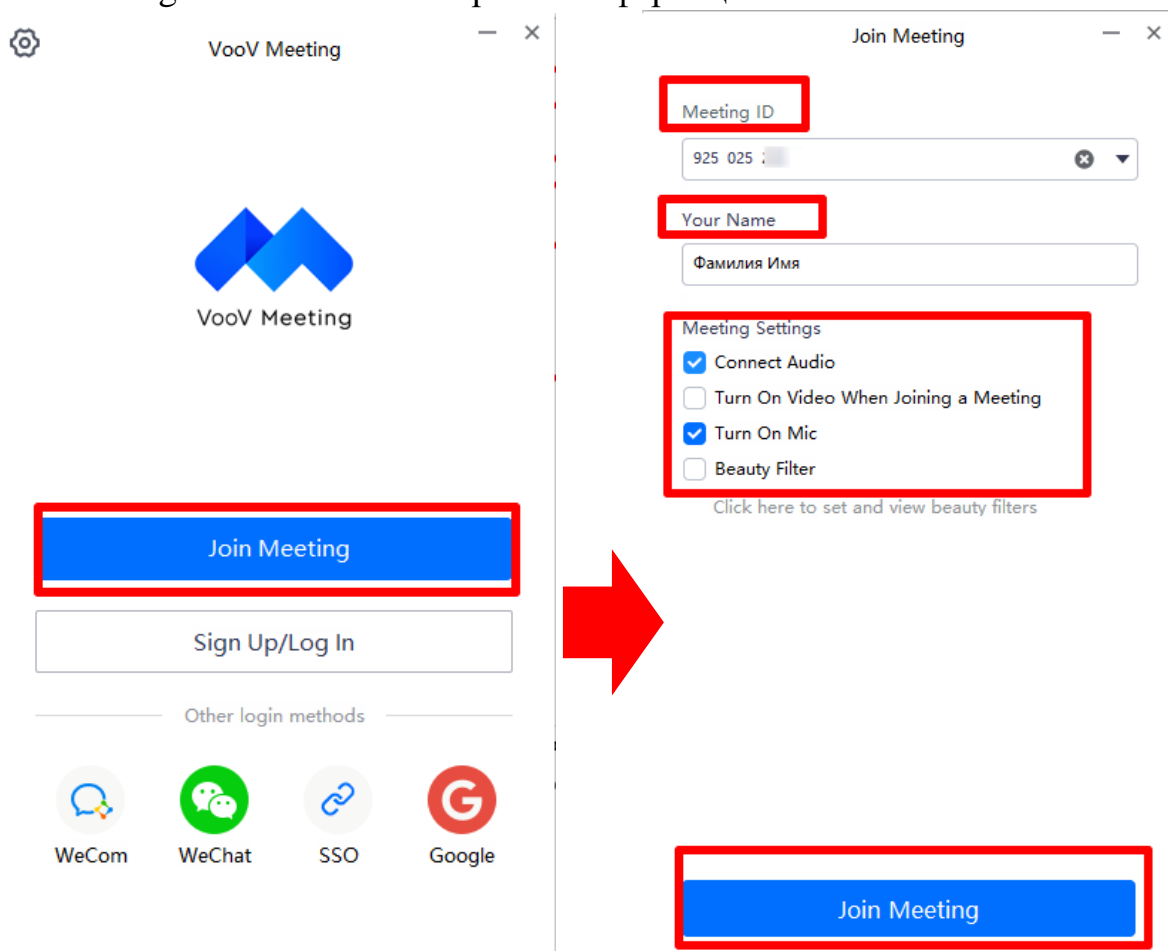 VooV Meeting
VooV Meeting
Join Meeting
Sign Up/Log In
Other login methods
WeCom WeChat SSO Google
Join Meeting
Meeting ID
925 025
Your Name
Фамилия Имя
Meeting Settings
Connect Audio
Turn On Video When Joining a Meeting
Turn On Mic
Beauty Filter
Click here to set and view beauty filters
Join Meeting